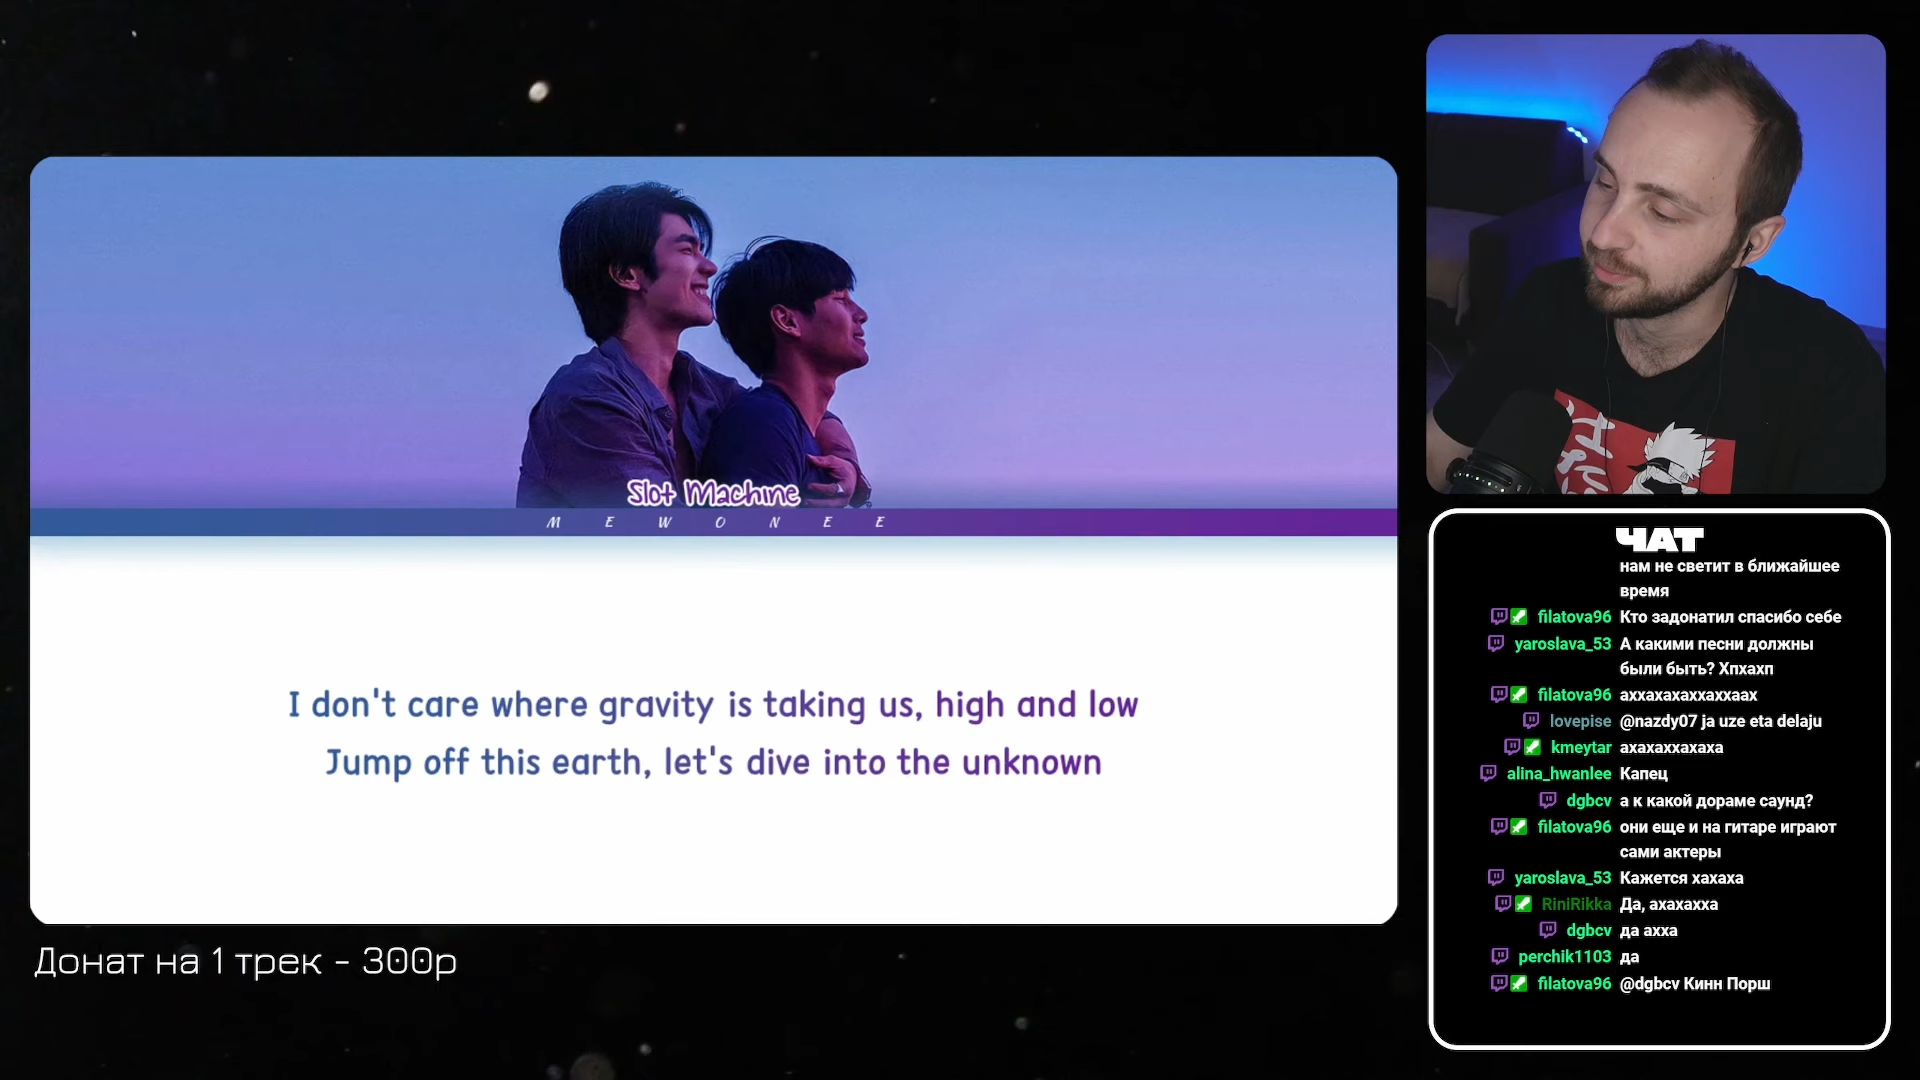 Slot Machine
MEWONEE
I don't care where gravity is taking us, high and low
Jump off this earth, let's dive into the unknown
Донат на 1 трек - 300р
ЧАТ
нам не светит в ближайшее
время
filatova96 Кто задонатил спасибо себе
yaroslava_53 А какими песни должны
были быть? Хпхахп
filatova96 аххахахаххаххаах
lovepise @nazdy07 ja uze eta delaju
kmeytar ахахаххахаха
alina_hwanlee Капец
dgbcv а к какой дораме саунд?
filatova96 они еще и на гитаре играют
сами актеры
yaroslava_53 Кажется хахаха
RiniRikka Да, ахахахха
dgbcv да ахха
perchik1103 да
filatova96 @dgbcv Кинн Порш